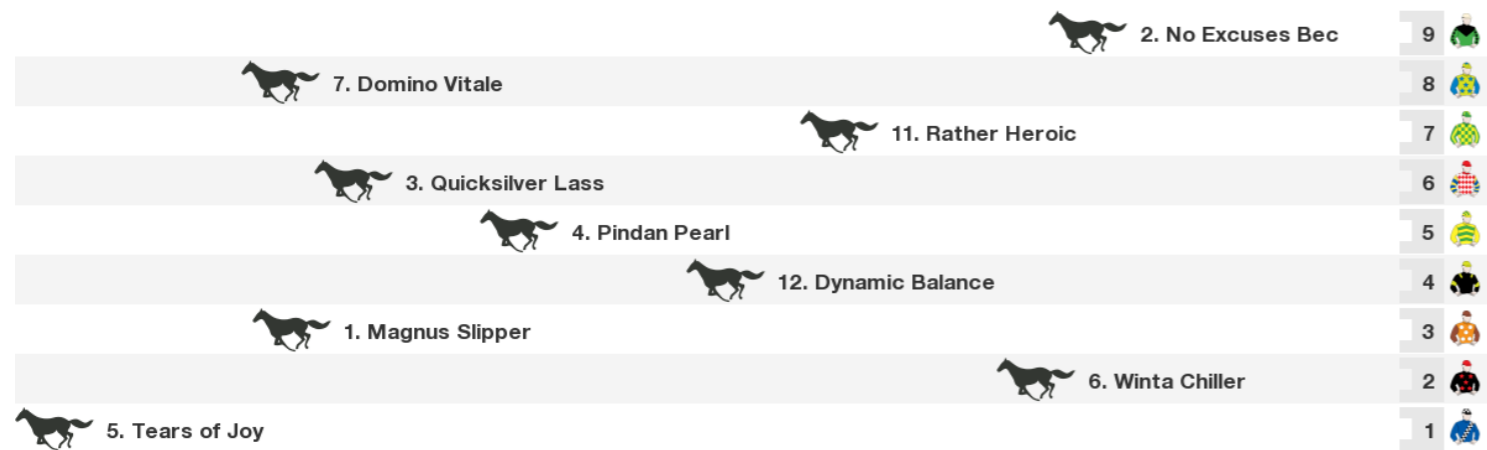 2. No Excuses Bec 9
7. Domino Vitale 8
11. Rather Heroic 7
3. Quicksilver Lass 6
4. Pindan Pearl 5
12. Dynamic Balance 4
1. Magnus Slipper 3
6. Winta Chiller 2
5. Tears of Joy 1